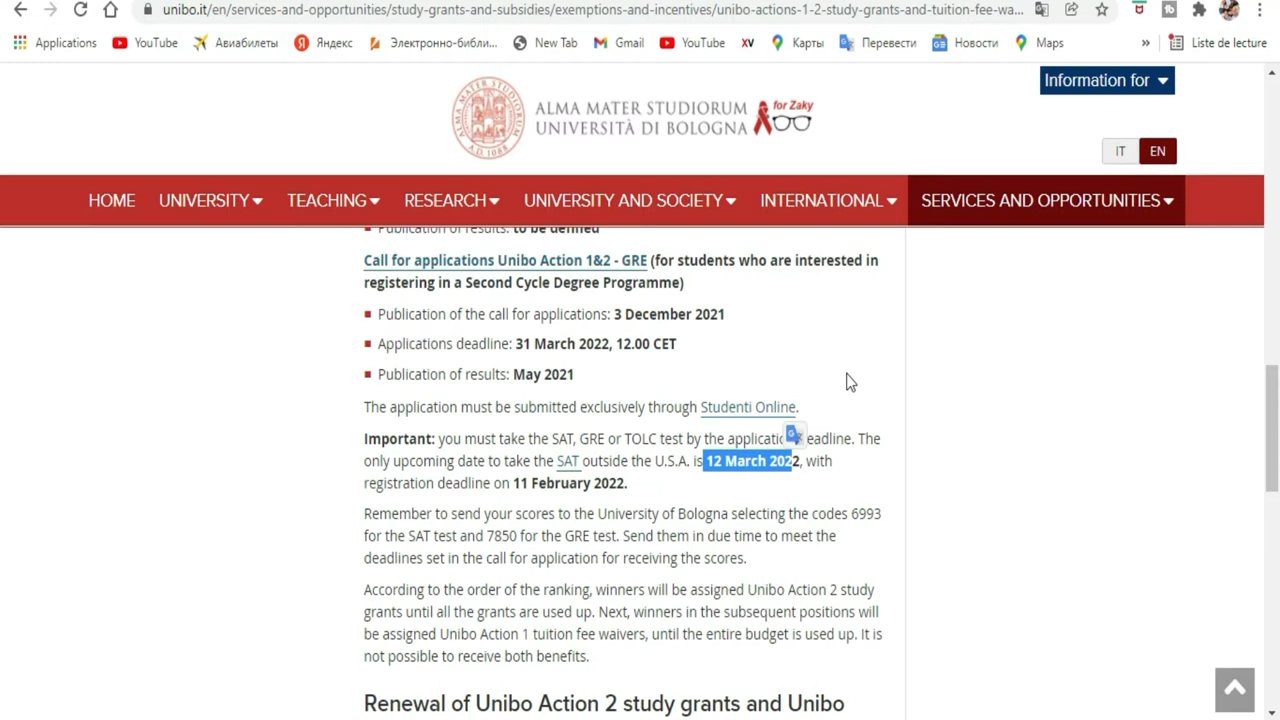 unibo.it/en/services-and-opportunities/study-grants-and-subsidies/exemptions-and-incentives/unibo-actions-1-2-study-grants-and-tuition-fee-wa...
Applications YouTube Авиабилеты Яндекс Электронно-библи... New Tab Gmail YouTube XV Карты Перевести Новости Maps » Liste de lecture
Information for
ALMA MATER STUDIORUM
UNIVERSITÀ DI BOLOGNA
for Zaky
IT EN
HOME UNIVERSITY TEACHING RESEARCH UNIVERSITY AND SOCIETY INTERNATIONAL SERVICES AND OPPORTUNITIES
Publication of results: to be defined
Call for applications Unibo Action 1&2 - GRE (for students who are interested in
registering in a Second Cycle Degree Programme)
Publication of the call for applications: 3 December 2021
Applications deadline: 31 March 2022, 12.00 CET
Publication of results: May 2021
The application must be submitted exclusively through Studenti Online.
Important: you must take the SAT, GRE or TOLC test by the applicatio eadline. The
only upcoming date to take the SAT outside the U.S.A. is 12 March 2022, with
registration deadline on 11 February 2022.
Remember to send your scores to the University of Bologna selecting the codes 6993
for the SAT test and 7850 for the GRE test. Send them in due time to meet the
deadlines set in the call for application for receiving the scores.
According to the order of the ranking, winners will be assigned Unibo Action 2 study
grants until all the grants are used up. Next, winners in the subsequent positions will
be assigned Unibo Action 1 tuition fee waivers, until the entire budget is used up. It is
not possible to receive both benefits.
Renewal of Unibo Action 2 study grants and Unibo